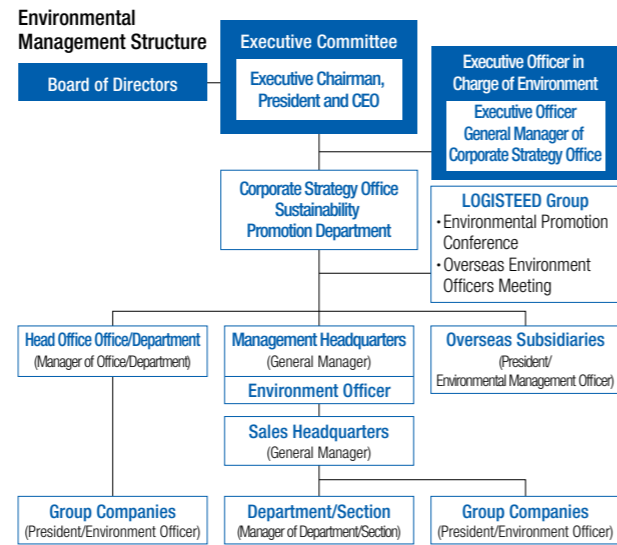 Environmental
Management Structure
Executive Committee
Executive Chairman,
President and CEO
Board of Directors
Executive Officer in
Charge of Environment
Executive Officer
General Manager of
Corporate Strategy Office
Corporate Strategy Office
Sustainability
Promotion Department
LOGISTEED Group
・Environmental Promotion
Conference
・Overseas Environment
Officers Meeting
Head Office Office/Department
(Manager of Office/Department)
Management Headquarters
(General Manager)
Environment Officer
Overseas Subsidiaries
(President/
Environmental Management Officer)
Sales Headquarters
(General Manager)
Group Companies
(President/Environment Officer)
Department/Section
(Manager of Department/Section)
Group Companies
(President/Environment Officer)